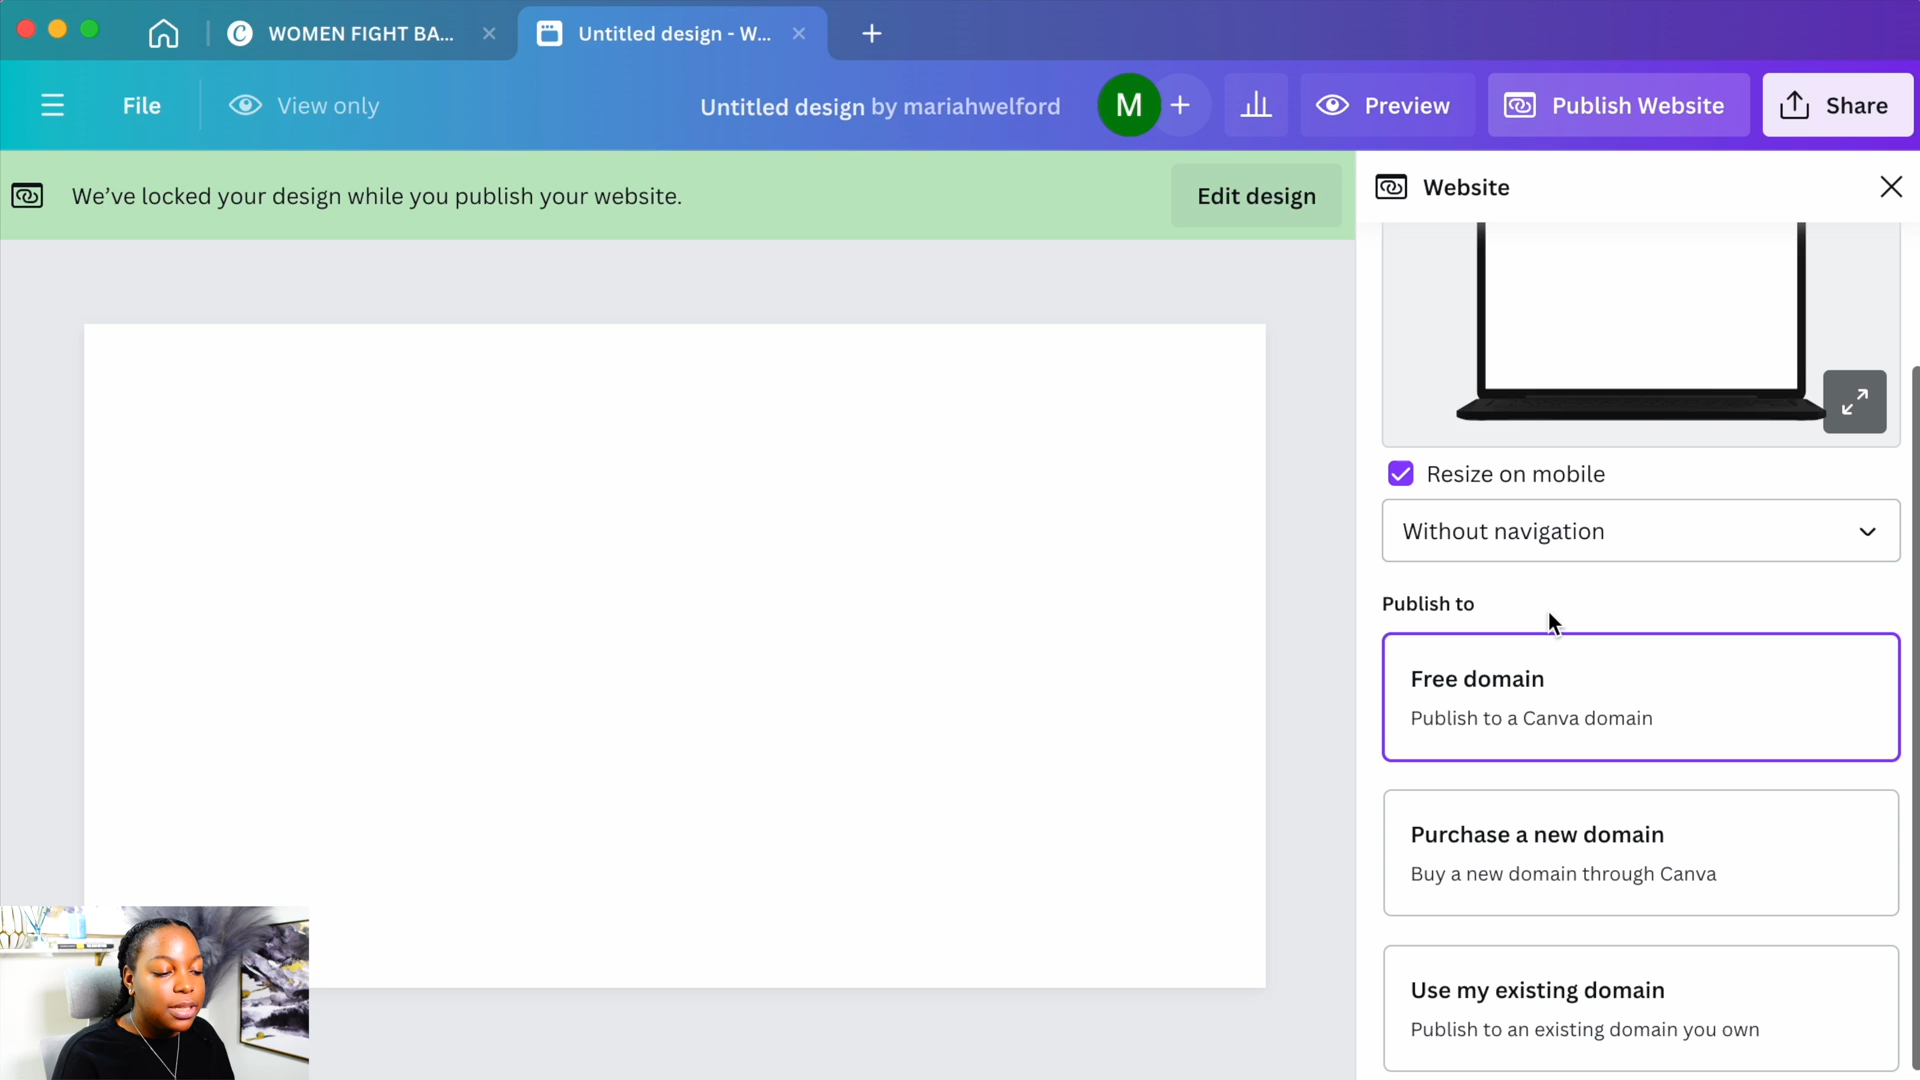 WOMEN FIGHT BA...
Untitled design - W...
File
View only
Untitled design by mariahwelford
M
Preview
Publish Website
Share
We’ve locked your design while you publish your website.
Edit design
Website
Resize on mobile
Without navigation
Publish to
Free domain
Publish to a Canva domain
Purchase a new domain
Buy a new domain through Canva
Use my existing domain
Publish to an existing domain you own